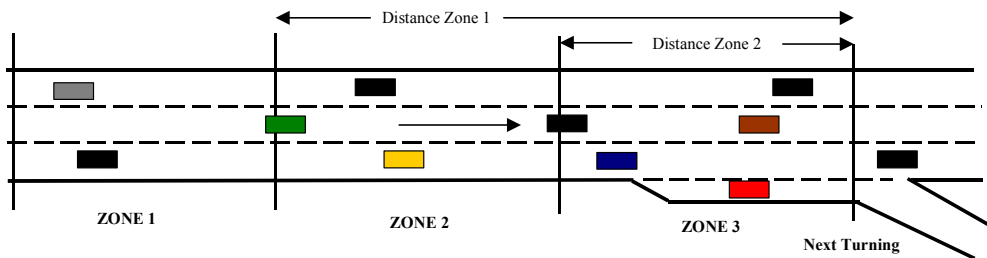 Distance Zone 1
Distance Zone 2
ZONE 1
ZONE 2
ZONE 3
Next Turning